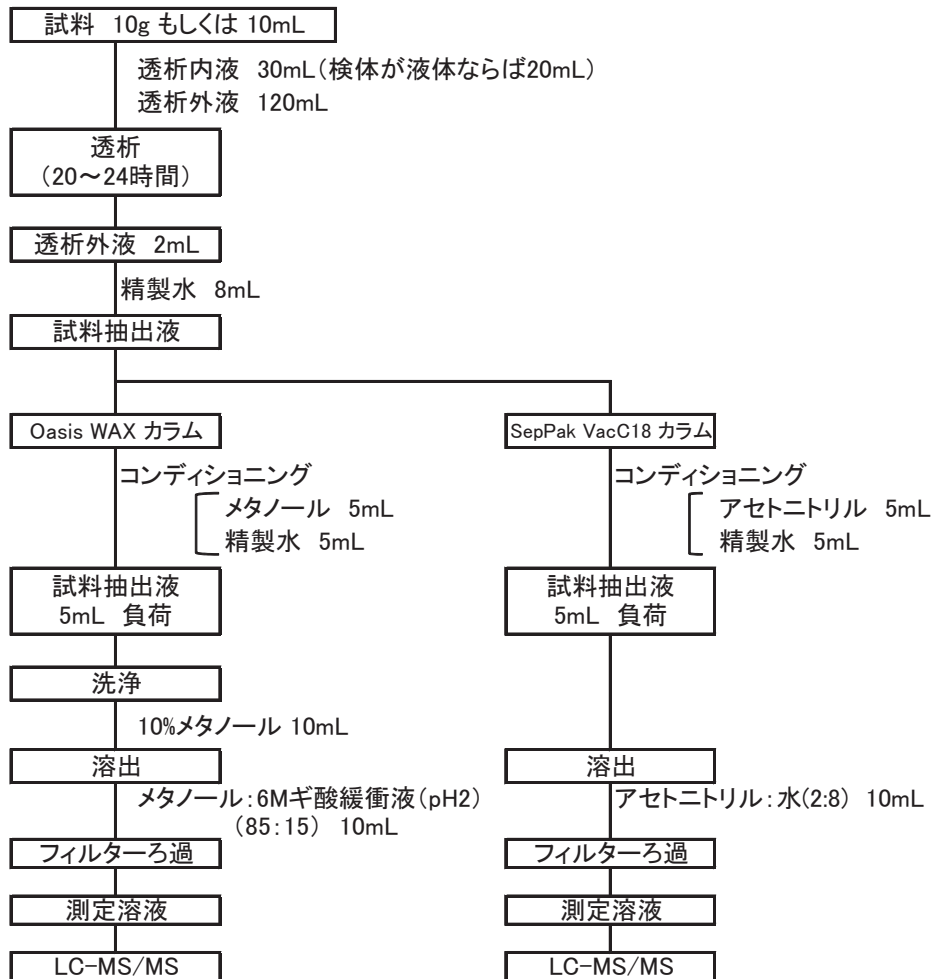 試料 10g もしくは 10mL
透析内液 30mL(検体が液体ならば20mL)
透析外液 120mL
透析
(20～24時間)
透析外液 2mL
精製水 8mL
試料抽出液
Oasis WAX カラム
コンディショニング
メタノール 5mL
精製水 5mL
試料抽出液
5mL 負荷
洗浄
10%メタノール 10mL
溶出
メタノール:6Mギ酸緩衝液(pH2)
(85:15) 10mL
フィルターろ過
測定溶液
LC-MS/MS
SepPak VacC18 カラム
コンディショニング
アセトニトリル 5mL
精製水 5mL
試料抽出液
5mL 負荷
溶出
アセトニトリル:水(2:8) 10mL
フィルターろ過
測定溶液
LC-MS/MS